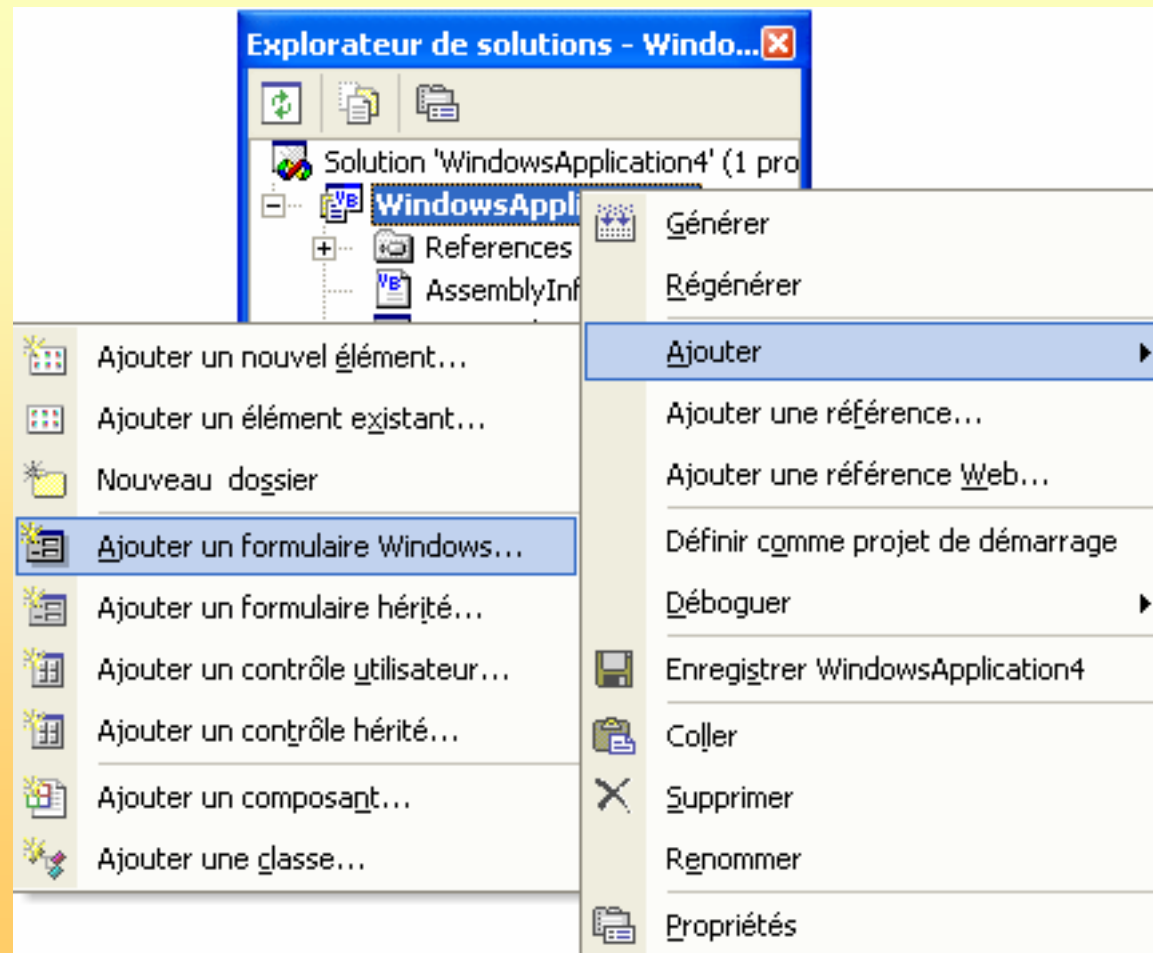 Explorateur de solutions - Windo...
Solution 'WindowsApplication4' (1 pro
WindowsAppli
References
AssemblyInf
Générer
Régénérer
Ajouter
Ajouter une référence...
Ajouter une référence Web...
Définir comme projet de démarrage
Déboguer
Enregistrer WindowsApplication4
Coller
Supprimer
Renommer
Propriétés
Ajouter un nouvel élément...
Ajouter un élément existant...
Nouveau dossier
Ajouter un formulaire Windows...
Ajouter un formulaire hérité...
Ajouter un contrôle utilisateur...
Ajouter un contrôle hérité...
Ajouter un composant...
Ajouter une classe...